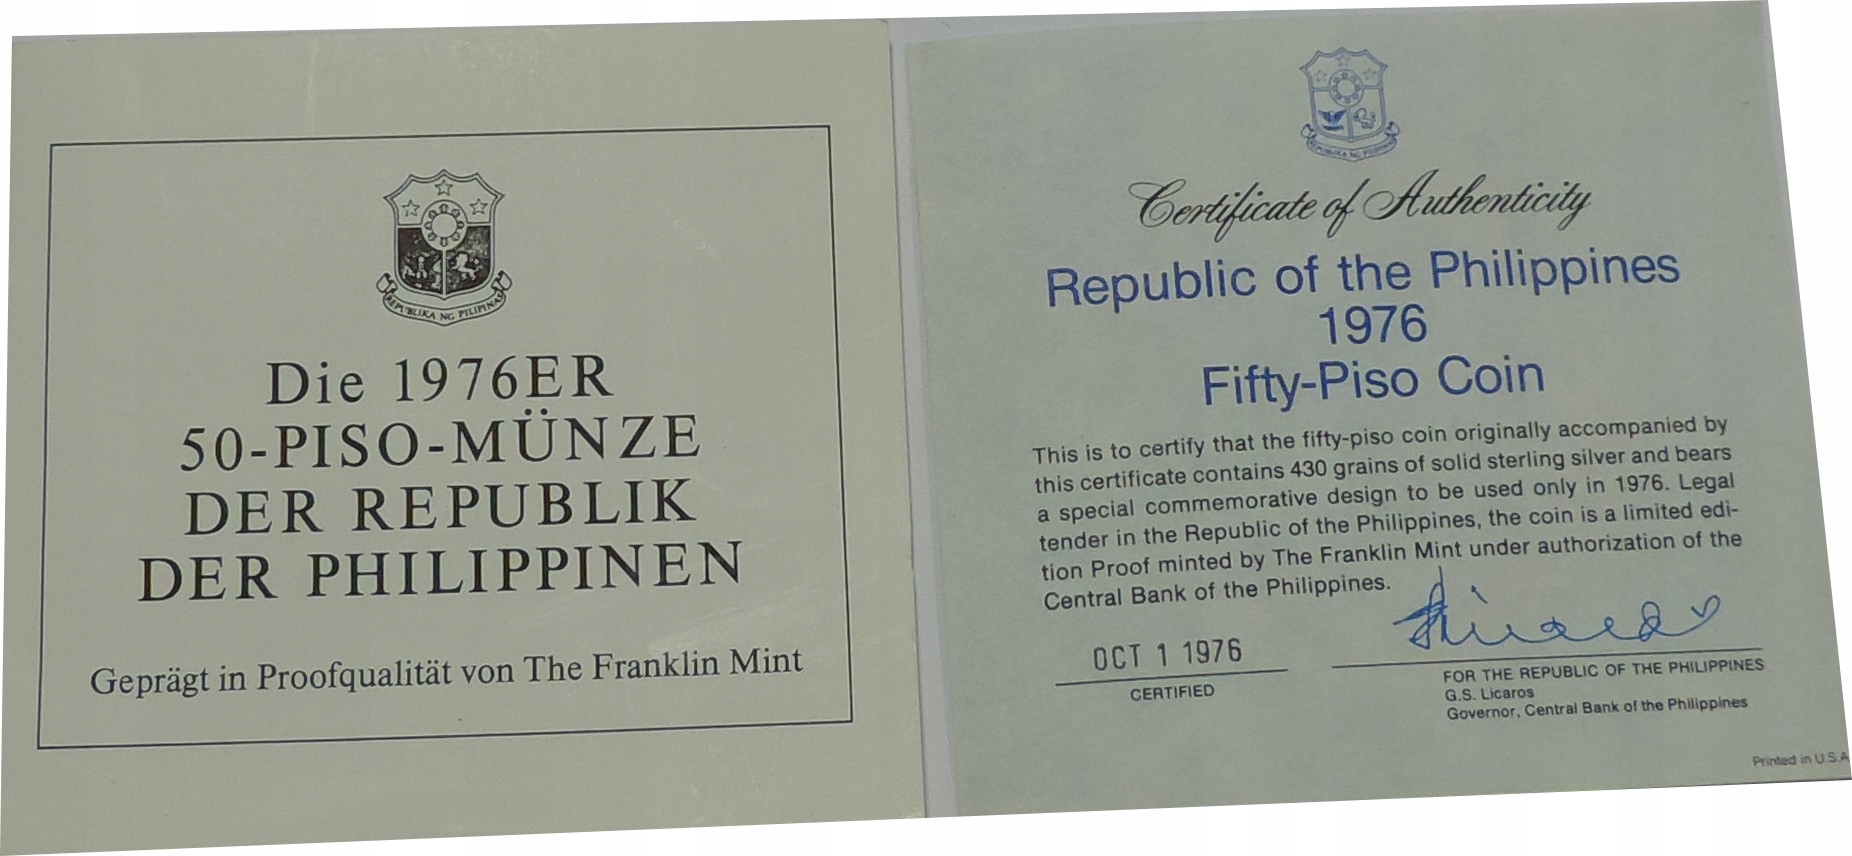 REPUBLIKA NG PILIPINAS
Die 1976ER
50-PISO-MÜNZE
DER REPUBLIK
DER PHILIPPINEN
Geprägt in Proofqualität von The Franklin Mint
REPUBLIKA NG PILIPINAS
Certificate of Authenticity
Republic of the Philippines
1976
Fifty-Piso Coin
This is to certify that the fifty-piso coin originally accompanied by
this certificate contains 430 grains of solid sterling silver and bears
a special commemorative design to be used only in 1976. Legal
tender in the Republic of the Philippines, the coin is a limited edi-
tion Proof minted by The Franklin Mint under authorization of the
Central Bank of the Philippines.
OCT 1 1976
CERTIFIED
FOR THE REPUBLIC OF THE PHILIPPINES
G.S. Licaros
Governor, Central Bank of the Philippines
Printed in U.S.A